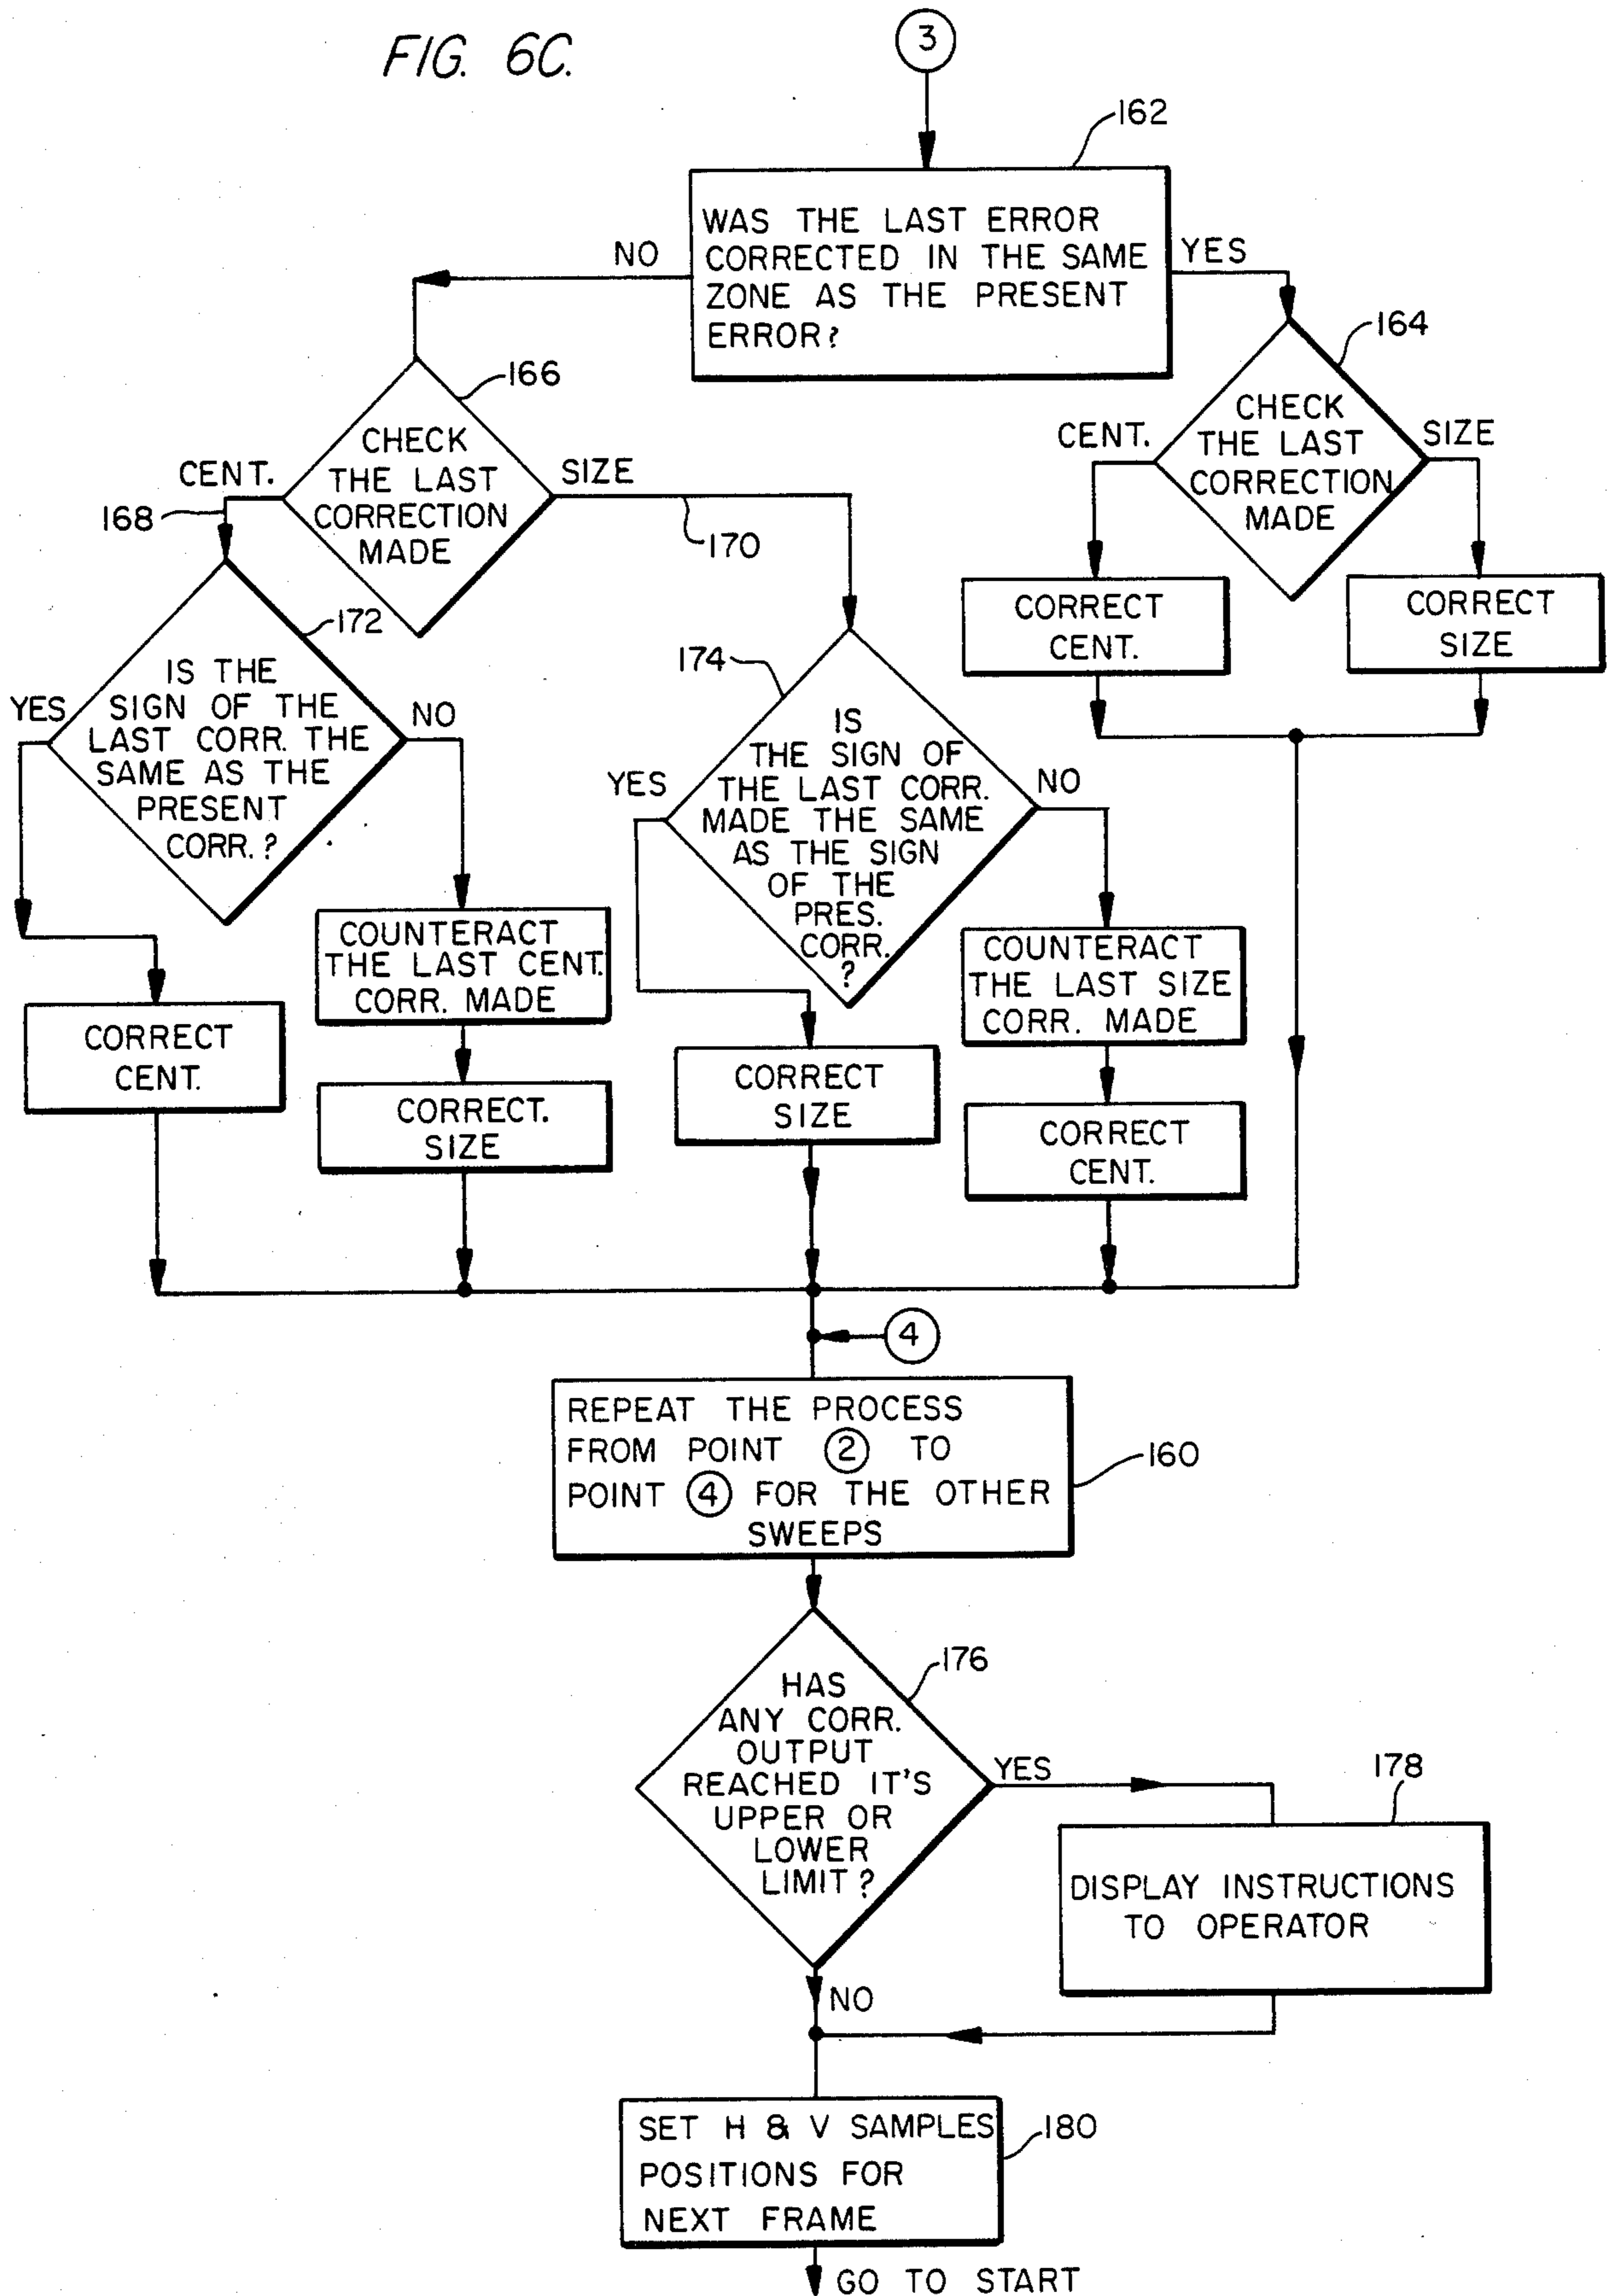 FIG. 6C.
3
162
WAS THE LAST ERROR
CORRECTED IN THE SAME
ZONE AS THE PRESENT
ERROR?
NO
YES
164
CHECK
THE LAST
CORRECTION
MADE
CENT.
SIZE
CORRECT
CENT.
CORRECT
SIZE
166
CHECK
THE LAST
CORRECTION
MADE
CENT.
SIZE
168
170
172
IS THE
SIGN OF THE
LAST CORR. THE
SAME AS THE
PRESENT
CORR.?
YES
NO
174
IS
THE SIGN OF
THE LAST CORR.
MADE THE SAME
AS THE SIGN
OF THE
PRES.
CORR.
?
YES
NO
CORRECT
CENT.
COUNTERACT
THE LAST CENT.
CORR. MADE
CORRECT.
SIZE
CORRECT
SIZE
COUNTERACT
THE LAST SIZE
CORR. MADE
CORRECT
CENT.
4
REPEAT THE PROCESS
FROM POINT 2 TO
POINT 4 FOR THE OTHER
SWEEPS
160
176
HAS
ANY CORR.
OUTPUT
REACHED IT'S
UPPER OR
LOWER
LIMIT?
YES
178
DISPLAY INSTRUCTIONS
TO OPERATOR
NO
SET H & V SAMPLES
POSITIONS FOR
NEXT FRAME
180
GO TO START